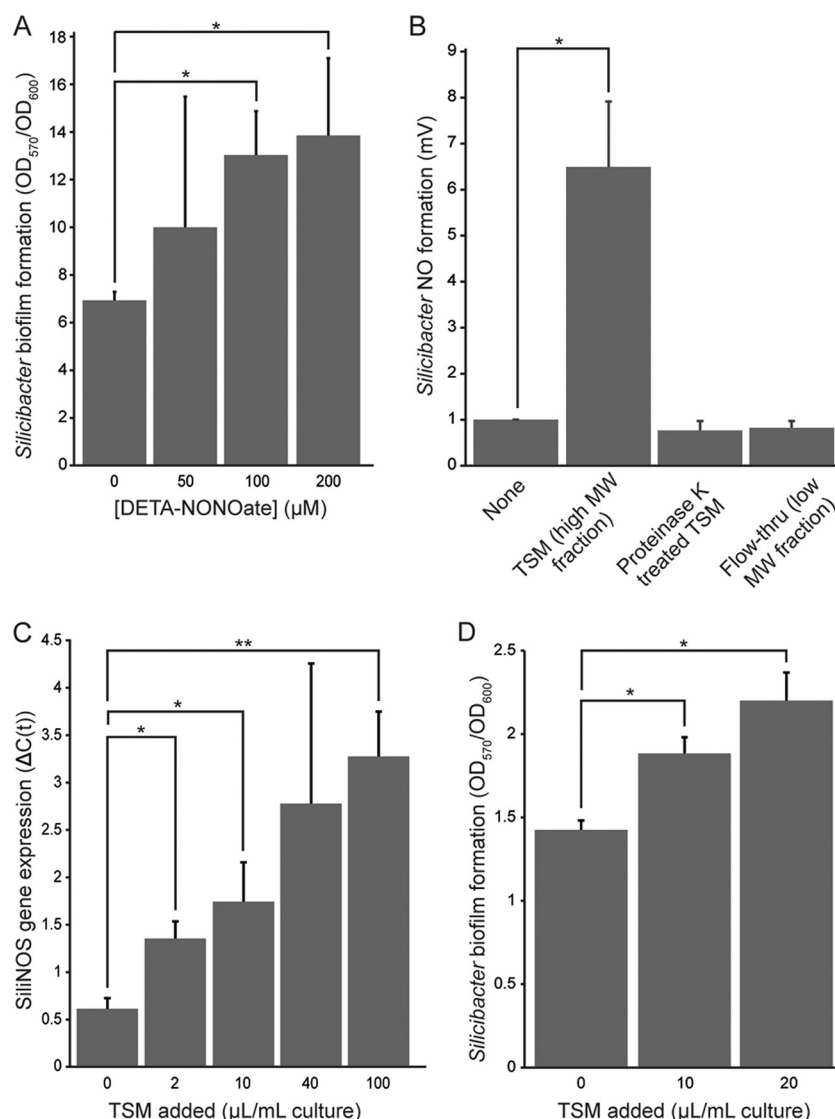 A
*
*
Silicibacter biofilm formation (OD570/OD600)
18
16
14
12
10
8
6
4
2
0
0 50 100 200
[DETA-NONOate] (µM)
B
*
Silicibacter NO formation (mV)
9
8
7
6
5
4
3
2
1
0
None
TSM (high MW
fraction)
Proteinase K
treated TSM
Flow-thru (low
MW fraction)
C
**
*
*
SiliNOS gene expression (ΔC(t))
4.5
4
3.5
3
2.5
2
1.5
1
0.5
0
0 2 10 40 100
TSM added (µL/mL culture)
D
*
*
Silicibacter biofilm formation (OD570/OD600)
2.5
2
1.5
1
0.5
0
0 10 20
TSM added (µL/mL culture)